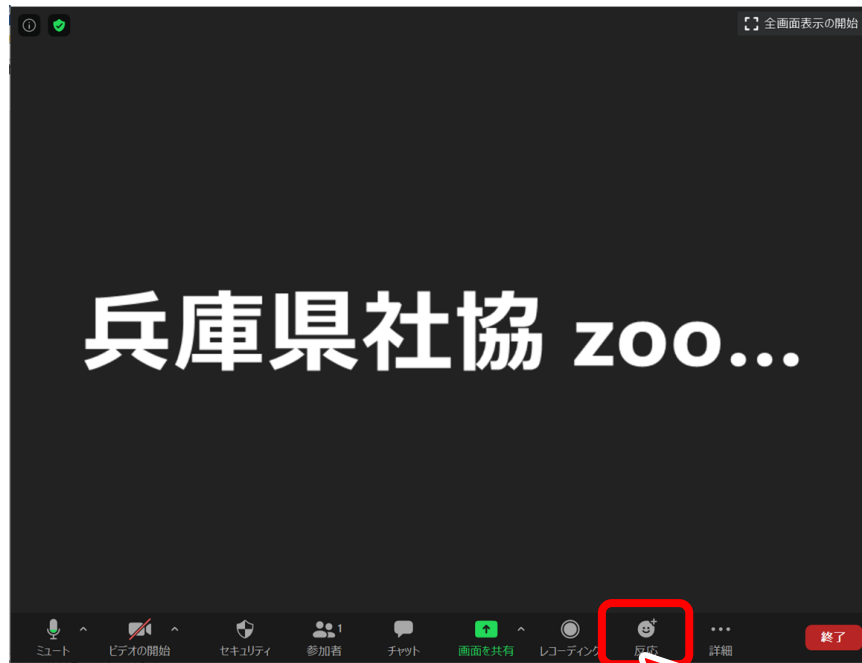 全画面表示の開始
兵庫県社協 zoo...
1
ミュート
ビデオの開始
セキュリティ
参加者
チャット
画面を共有
レコーディング
反応
詳細
終了